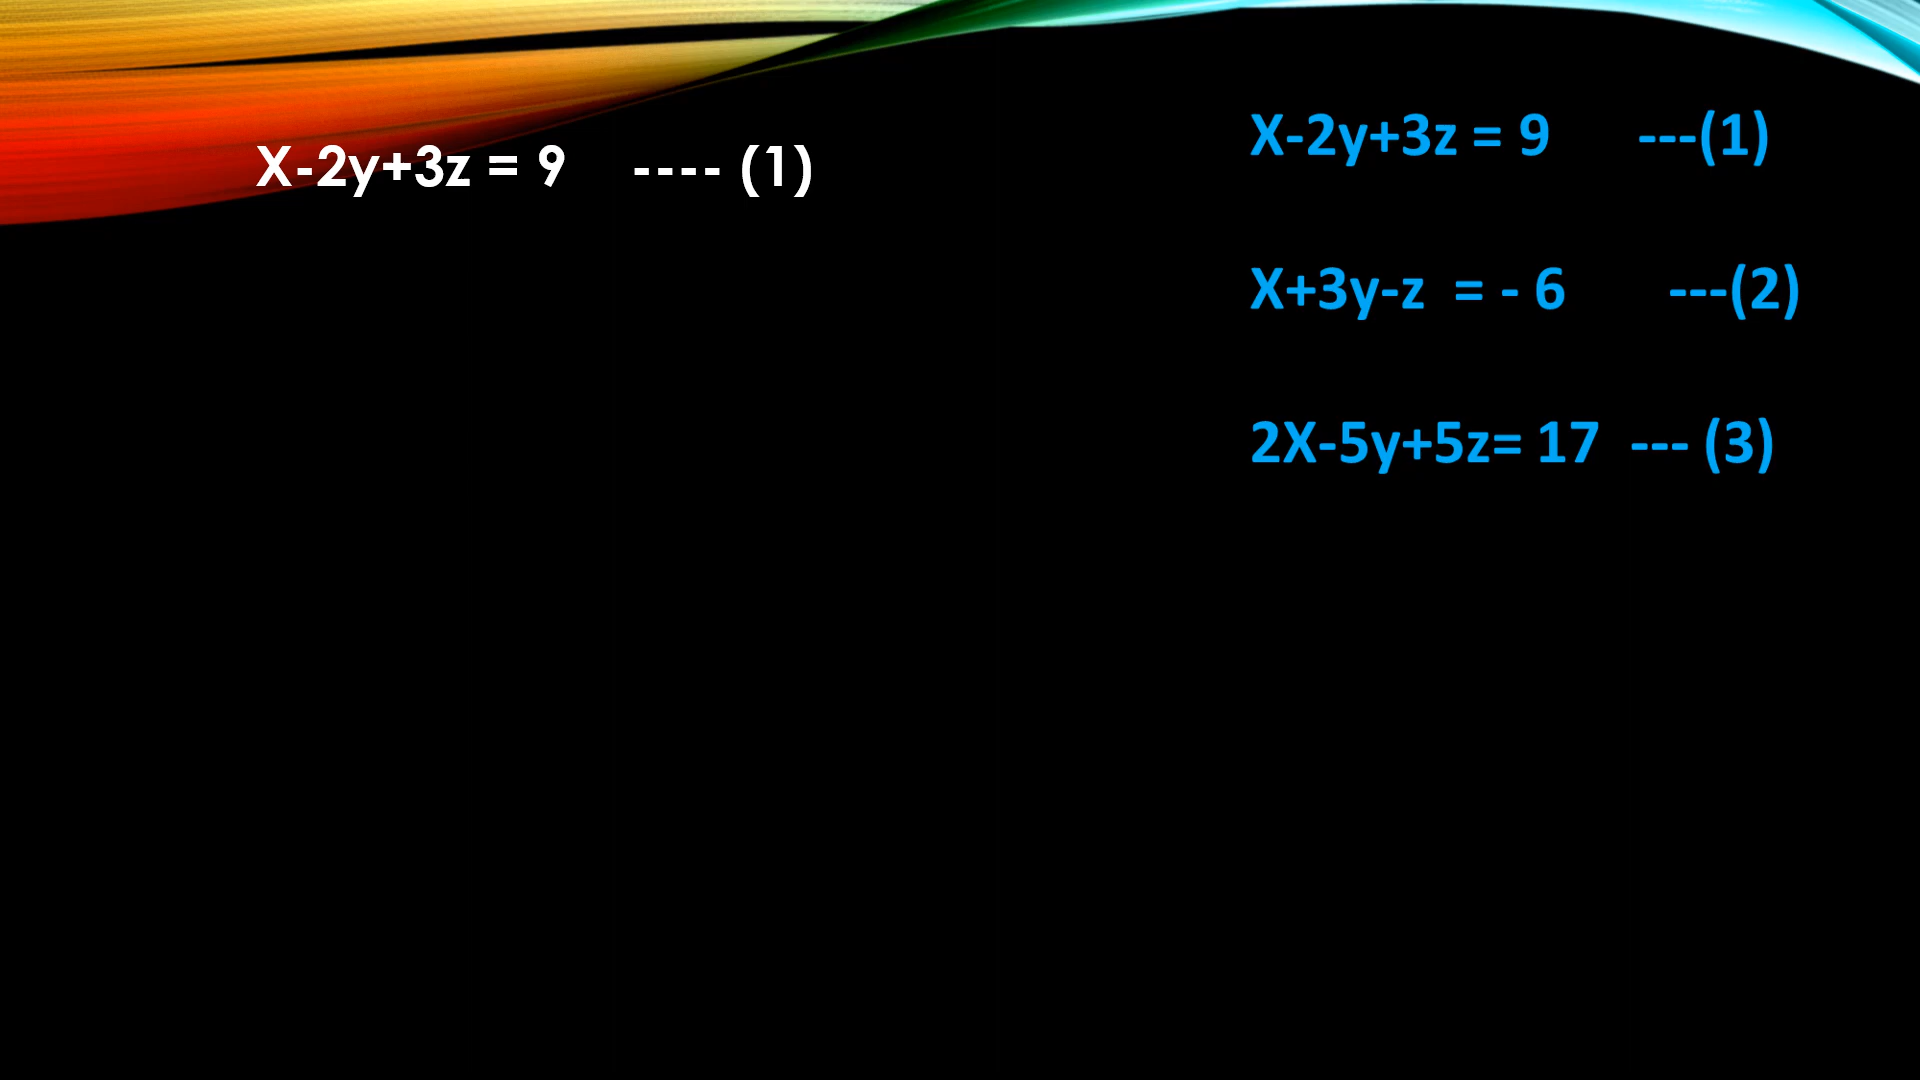 X-2y+3z = 9 ---- (1)
X-2y+3z = 9 ---(1)
X+3y-z = - 6 ---(2)
2X-5y+5z= 17 --- (3)